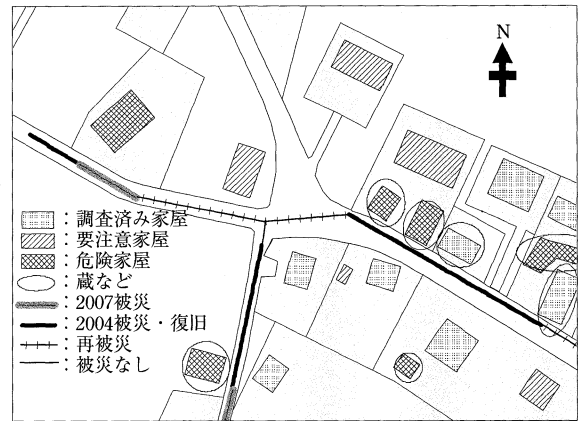 N
：調査済み家屋
：要注意家屋
：危険家屋
：蔵など
：2007被災
：2004被災・復旧
：再被災
：被災なし